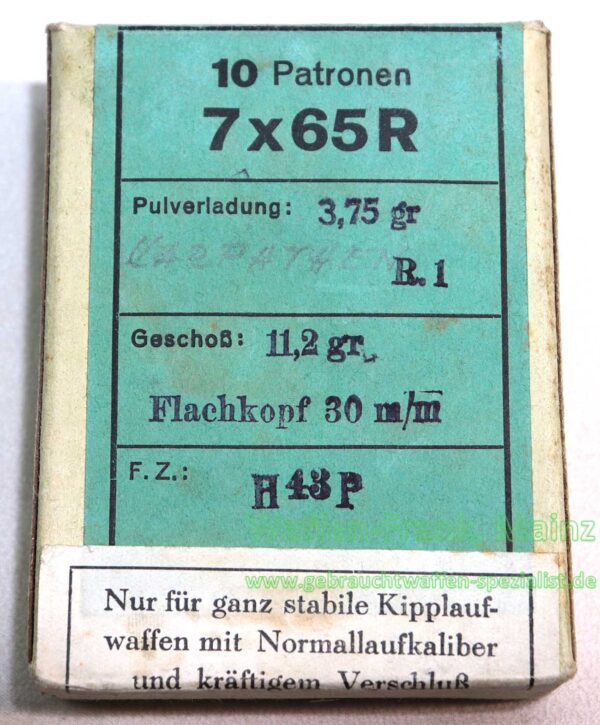 10 Patronen
7x65R
Pulverladung: 3,75 gr
R. 1
Geschoß: 11,2 gr.
Flachkopf 30 m/m
F. Z.: H 43 P
Mainz
www.gebrauchtwaffen-spezialist.de
Nur für ganz stabile Kipplauf-
waffen mit Normallaufkaliber
und kräftigem Verschluß